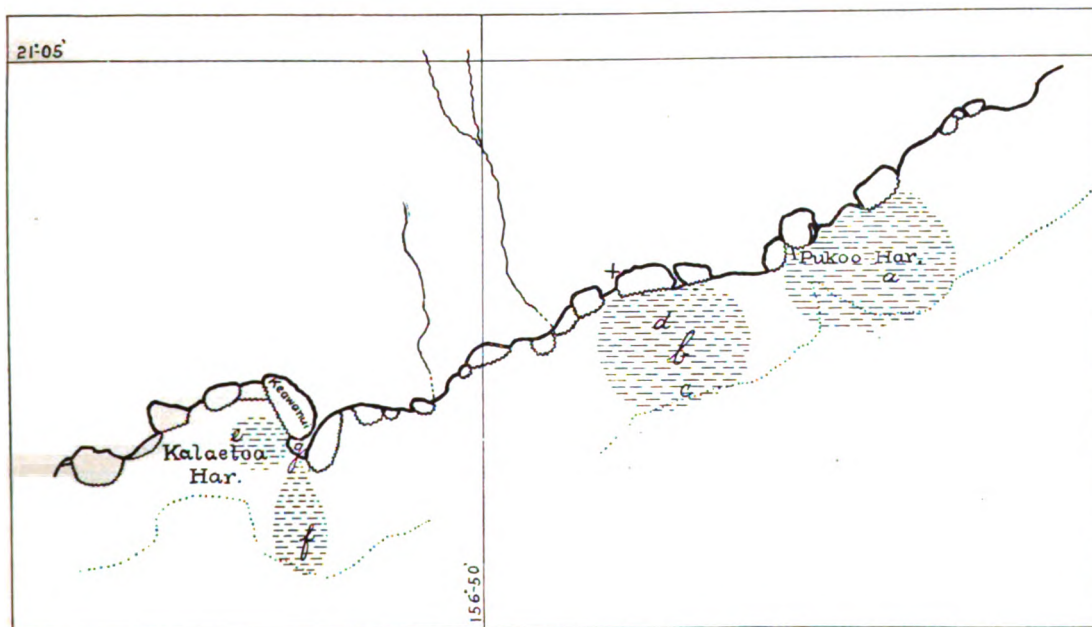 21°05'
Pukoo Har.
a
d
b
c
Keawanui
e
g
Kalaetoa
Har.
f
156°50'